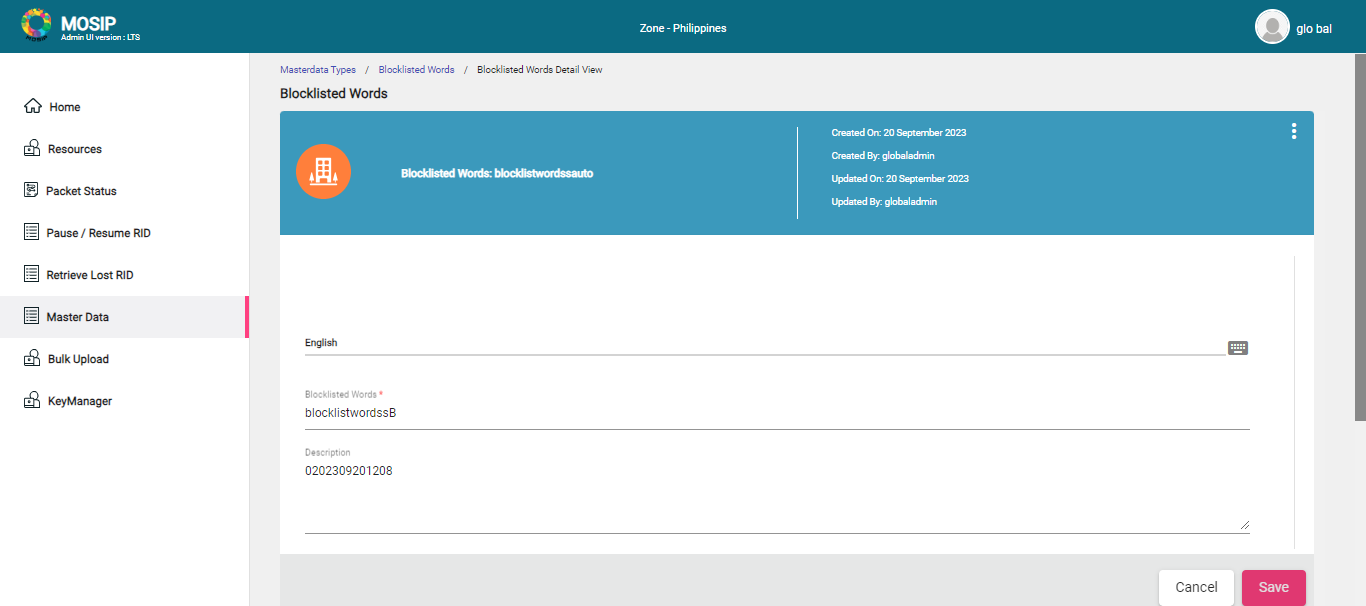 MOSIP
Admin UI version : LTS
Zone - Philippines
glo bal
Home
Resources
Packet Status
Pause / Resume RID
Retrieve Lost RID
Master Data
Bulk Upload
KeyManager
Masterdata Types / Blocklisted Words / Blocklisted Words Detail View
Blocklisted Words
Blocklisted Words: blocklistwordssauto
Created On: 20 September 2023
Created By: globaladmin
Updated On: 20 September 2023
Updated By: globaladmin
English
Blocklisted Words *
blocklistwordssB
Description
0202309201208
Cancel
Save